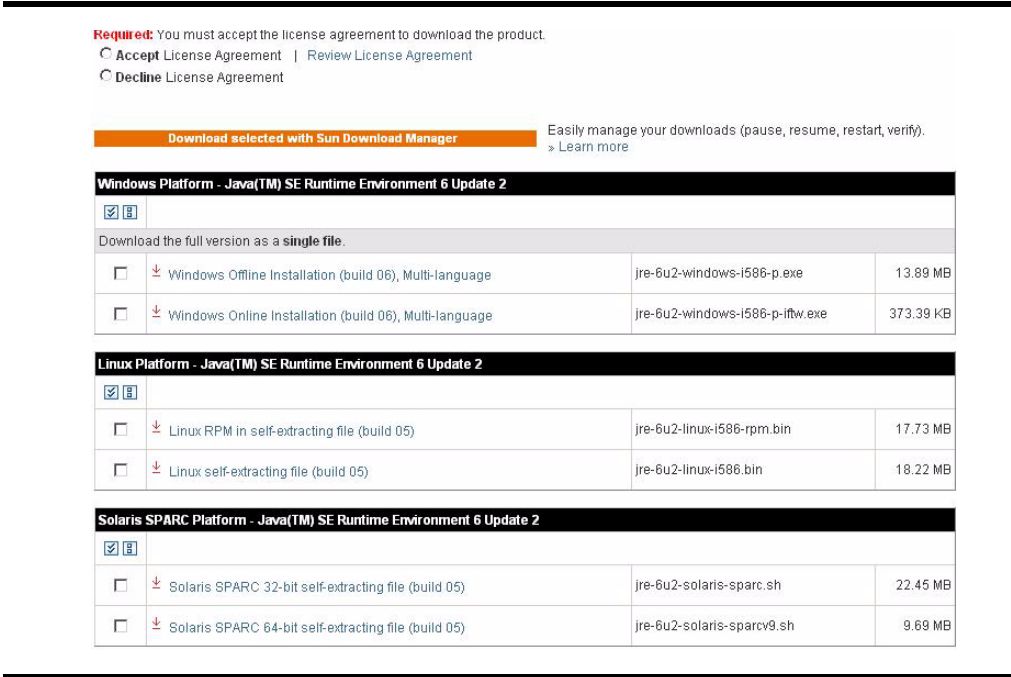 Required: You must accept the license agreement to download the product.
Accept License Agreement | Review License Agreement
Decline License Agreement
Download selected with Sun Download Manager
Easily manage your downloads (pause, resume, restart, verify).
» Learn more
Windows Platform - Java(TM) SE Runtime Environment 6 Update 2
Download the full version as a single file.
Windows Offline Installation (build 06), Multi-language jre-6u2-windows-i586-p.exe 13.89 MB
Windows Online Installation (build 06), Multi-language jre-6u2-windows-i586-p-iftw.exe 373.39 KB
Linux Platform - Java(TM) SE Runtime Environment 6 Update 2
Linux RPM in self-extracting file (build 05) jre-6u2-linux-i586-rpm.bin 17.73 MB
Linux self-extracting file (build 05) jre-6u2-linux-i586.bin 18.22 MB
Solaris SPARC Platform - Java(TM) SE Runtime Environment 6 Update 2
Solaris SPARC 32-bit self-extracting file (build 05) jre-6u2-solaris-sparc.sh 22.45 MB
Solaris SPARC 64-bit self-extracting file (build 05) jre-6u2-solaris-sparcv9.sh 9.69 MB